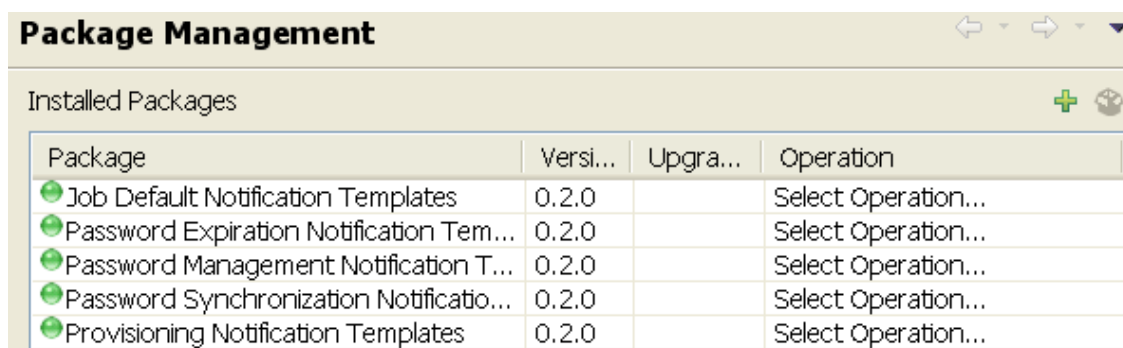 Package Management
Installed Packages
Package Versi... Upgra... Operation
Job Default Notification Templates 0.2.0 Select Operation...
Password Expiration Notification Tem... 0.2.0 Select Operation...
Password Management Notification T... 0.2.0 Select Operation...
Password Synchronization Notificatio... 0.2.0 Select Operation...
Provisioning Notification Templates 0.2.0 Select Operation...